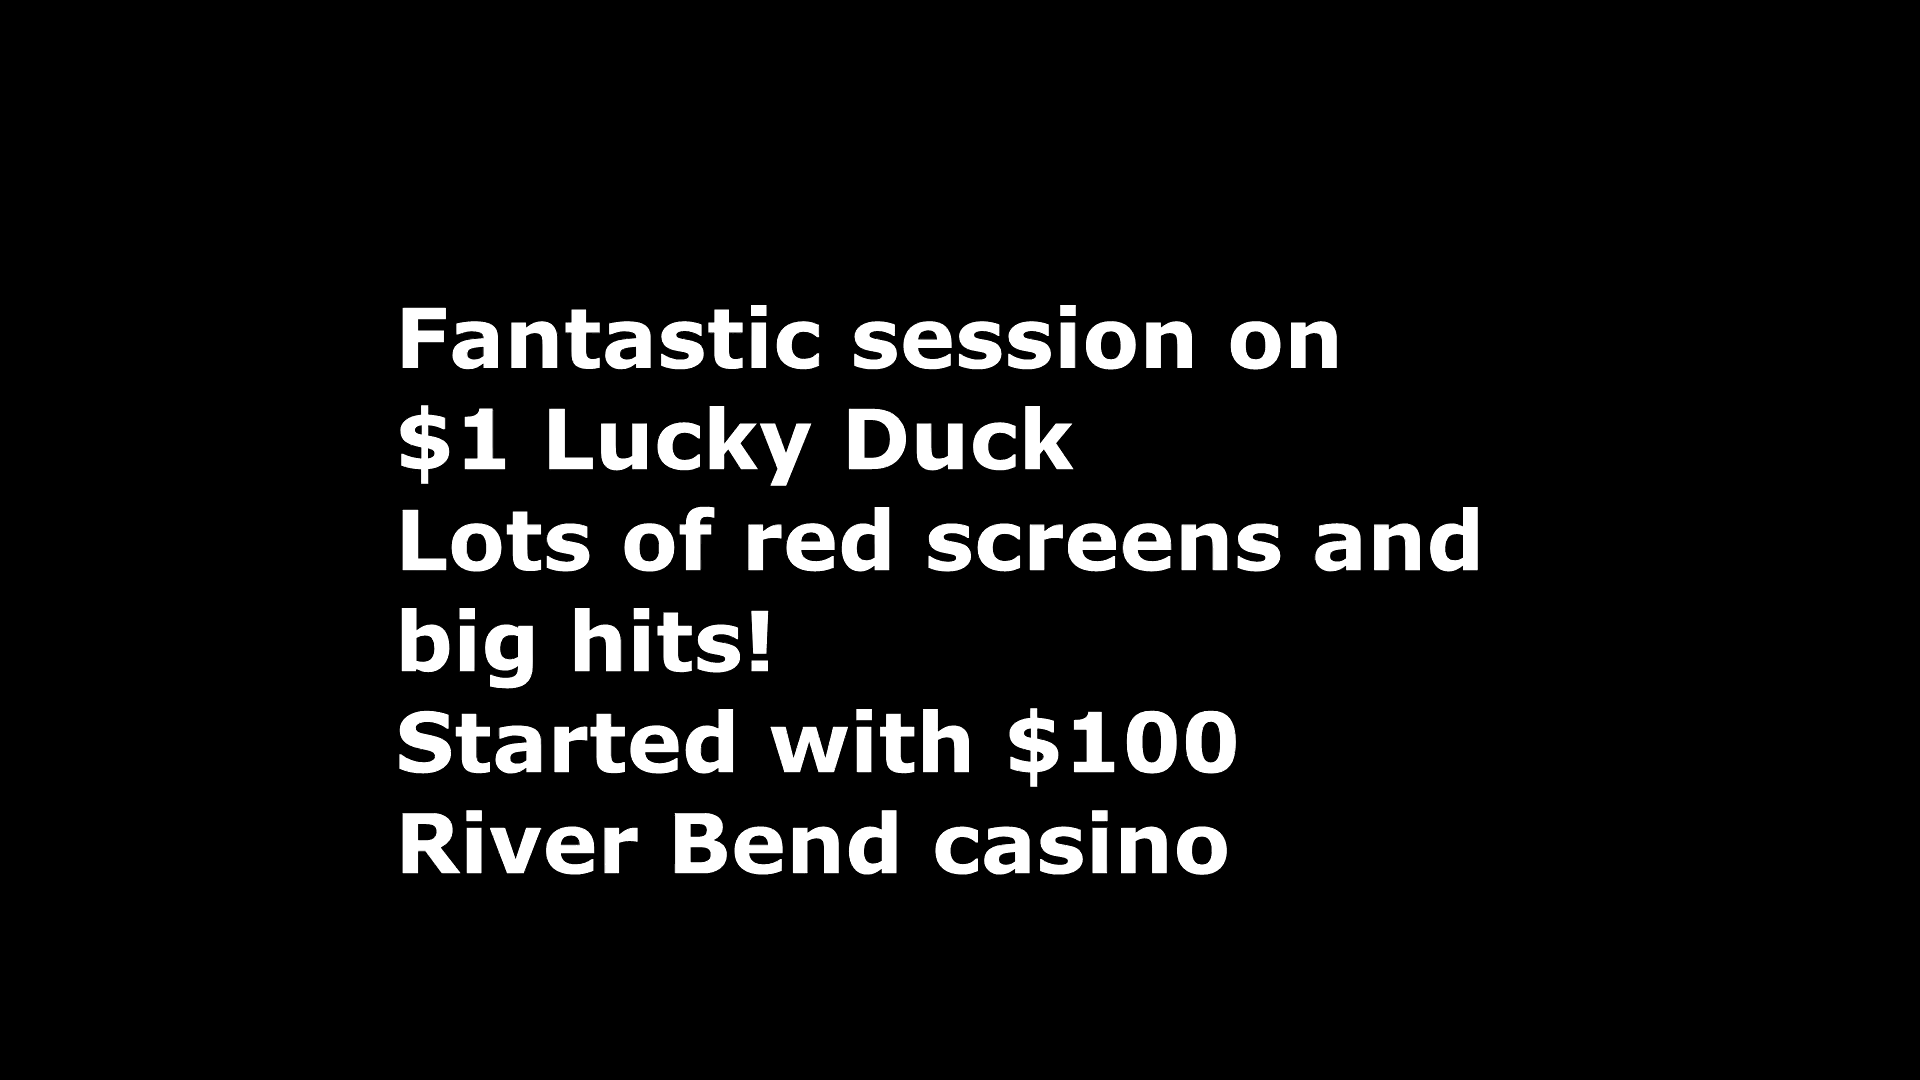 Fantastic session on
$1 Lucky Duck
Lots of red screens and
big hits!
Started with $100
River Bend casino